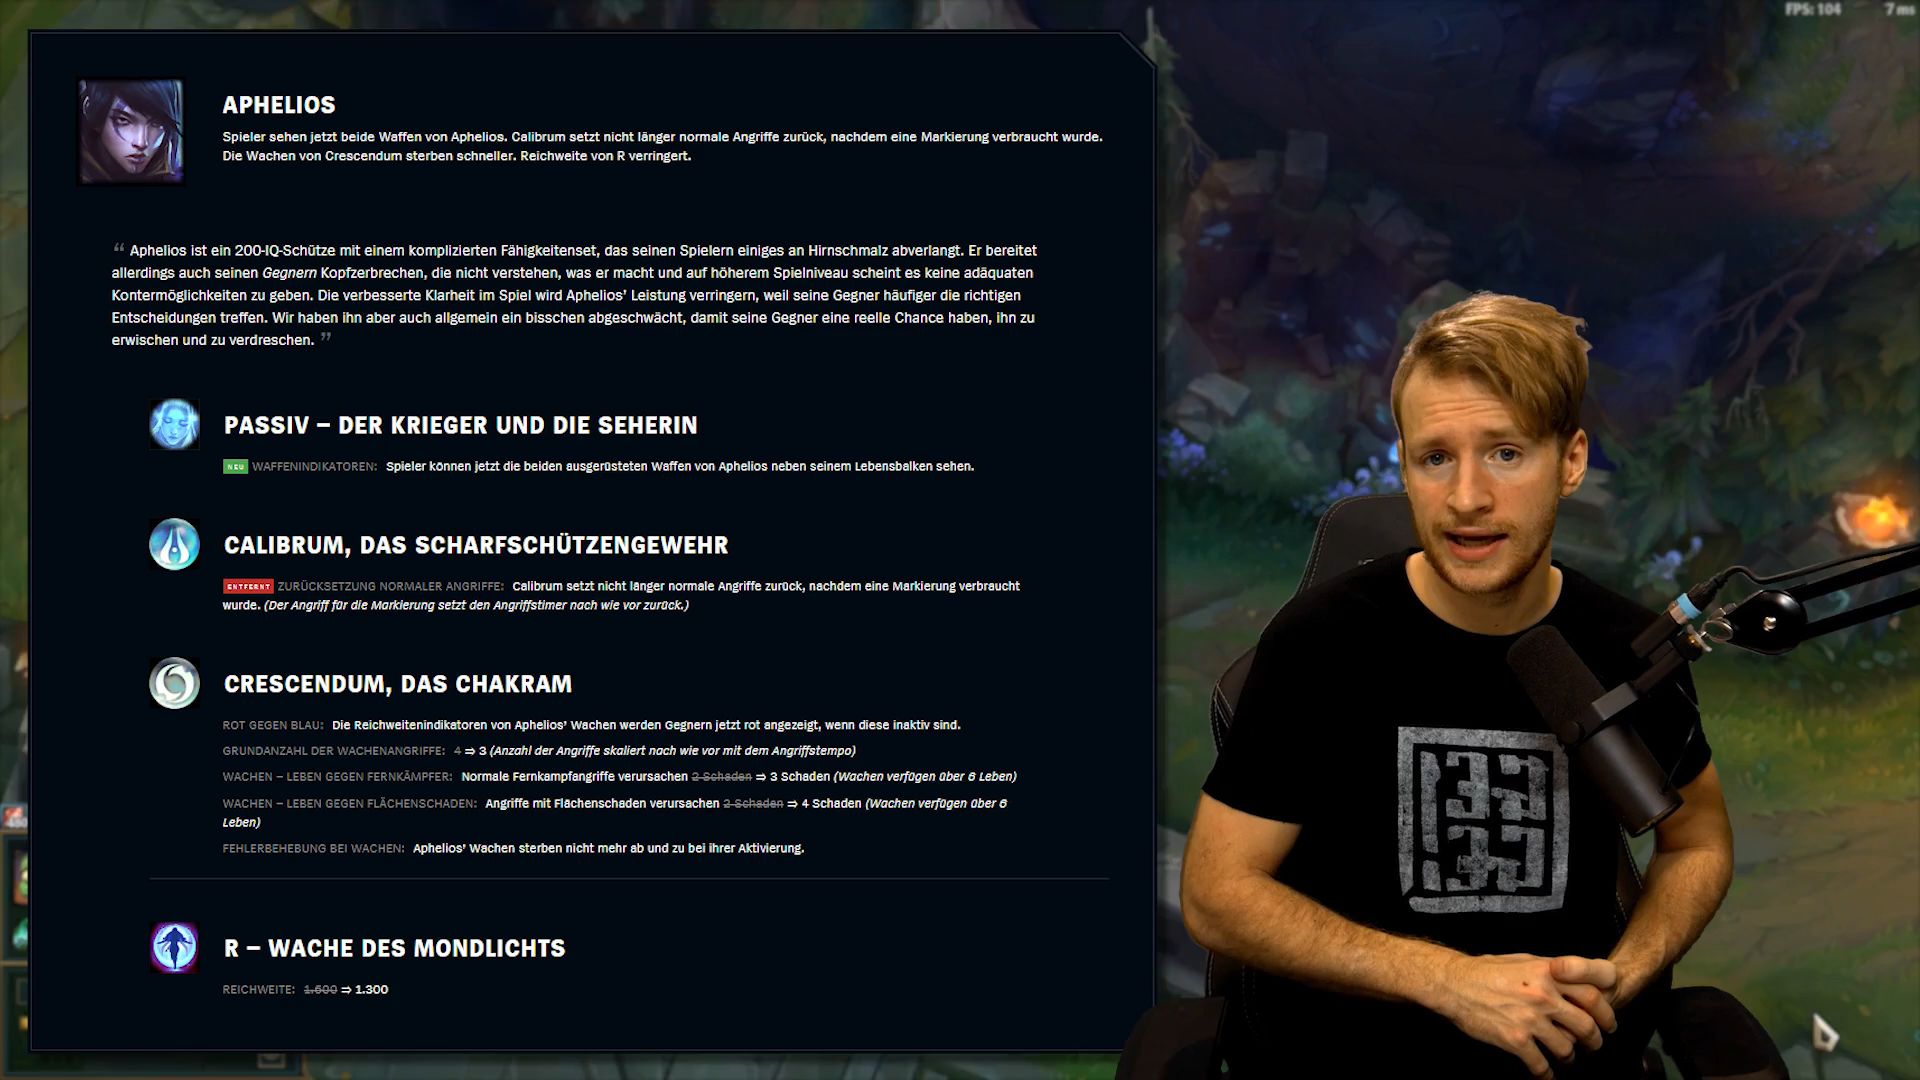 FPS: 104 7 ms
APHELIOS
Spieler sehen jetzt beide Waffen von Aphelios. Calibrum setzt nicht länger normale Angriffe zurück, nachdem eine Markierung verbraucht wurde.
Die Wachen von Crescendum sterben schneller. Reichweite von R verringert.
“ Aphelios ist ein 200-IQ-Schütze mit einem komplizierten Fähigkeitenset, das seinen Spielern einiges an Hirnschmalz abverlangt. Er bereitet
allerdings auch seinen Gegnern Kopfzerbrechen, die nicht verstehen, was er macht und auf höherem Spielniveau scheint es keine adäquaten
Kontermöglichkeiten zu geben. Die verbesserte Klarheit im Spiel wird Aphelios’ Leistung verringern, weil seine Gegner häufiger die richtigen
Entscheidungen treffen. Wir haben ihn aber auch allgemein ein bisschen abgeschwächt, damit seine Gegner eine reelle Chance haben, ihn zu
erwischen und zu verdreschen. ”
PASSIV – DER KRIEGER UND DIE SEHERIN
NEU WAFFENINDIKATOREN: Spieler können jetzt die beiden ausgerüsteten Waffen von Aphelios neben seinem Lebensbalken sehen.
CALIBRUM, DAS SCHARFSCHÜTZENGEWEHR
ENTFERNT ZURÜCKSETZUNG NORMALER ANGRIFFE: Calibrum setzt nicht länger normale Angriffe zurück, nachdem eine Markierung verbraucht
wurde. (Der Angriff für die Markierung setzt den Angriffstimer nach wie vor zurück.)
CRESCENDUM, DAS CHAKRAM
ROT GEGEN BLAU: Die Reichweitenindikatoren von Aphelios’ Wachen werden Gegnern jetzt rot angezeigt, wenn diese inaktiv sind.
GRUNDANZAHL DER WACHENANGRIFFE: 4 ⇒ 3 (Anzahl der Angriffe skaliert nach wie vor mit dem Angriffstempo)
WACHEN – LEBEN GEGEN FERNKÄMPFER: Normale Fernkampfangriffe verursachen 2 Schaden ⇒ 3 Schaden (Wachen verfügen über 6 Leben)
WACHEN – LEBEN GEGEN FLÄCHENSCHADEN: Angriffe mit Flächenschaden verursachen 2 Schaden ⇒ 4 Schaden (Wachen verfügen über 6
Leben)
FEHLERBEHEBUNG BEI WACHEN: Aphelios’ Wachen sterben nicht mehr ab und zu bei ihrer Aktivierung.
R – WACHE DES MONDLICHTS
REICHWEITE: 1.600 ⇒ 1.300